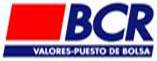 BCR
VALORES-PUESTO DE BOLSA